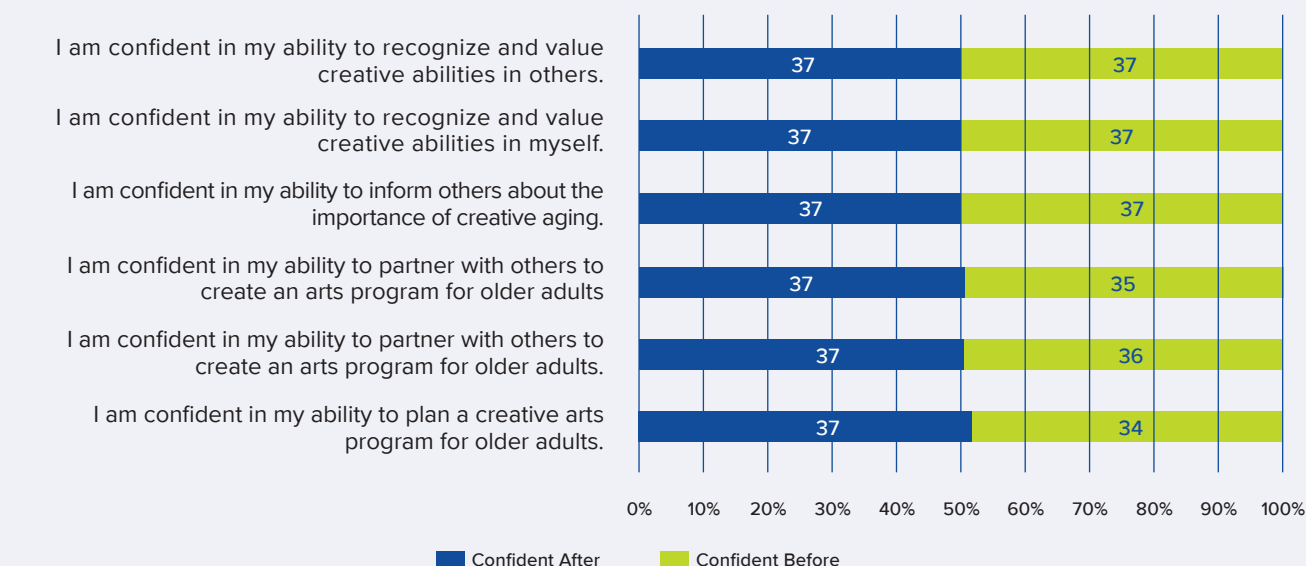 I am confident in my ability to recognize and value
creative abilities in others.
37
37
I am confident in my ability to recognize and value
creative abilities in myself.
37
37
I am confident in my ability to inform others about the
importance of creative aging.
37
37
I am confident in my ability to partner with others to
create an arts program for older adults
37
35
I am confident in my ability to partner with others to
create an arts program for older adults.
37
36
I am confident in my ability to plan a creative arts
program for older adults.
37
34
0% 10% 20% 30% 40% 50% 60% 70% 80% 90% 100%
Confident After
Confident Before